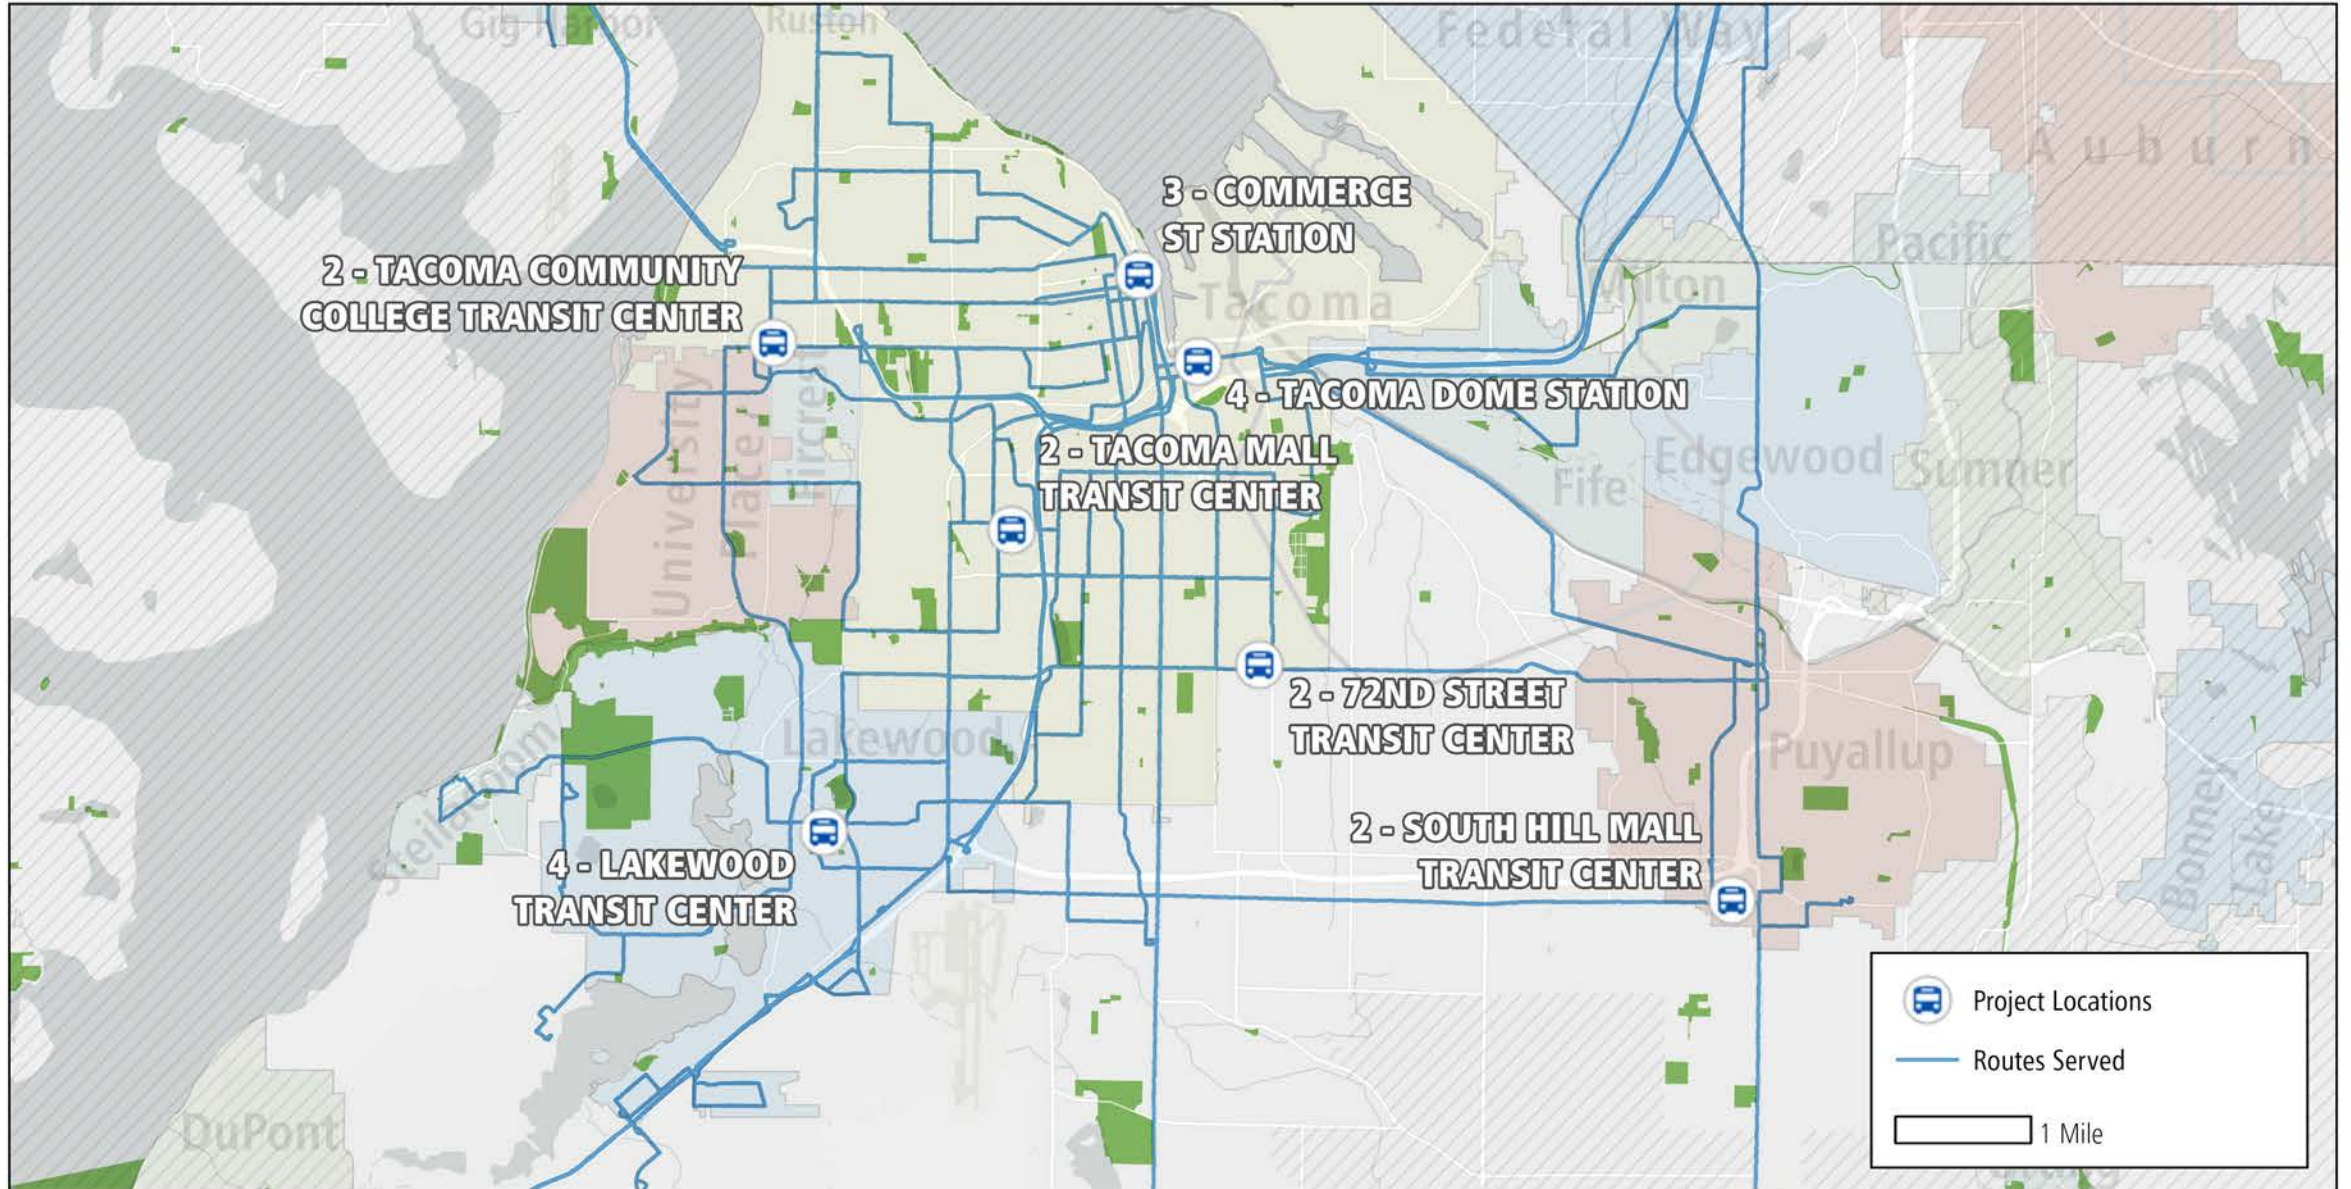 Gig Harbor
Ruston
Federal Way
Auburn
3 - COMMERCE
ST STATION
Pacific
2 - TACOMA COMMUNITY
COLLEGE TRANSIT CENTER
Tacoma
Milton
4 - TACOMA DOME STATION
University
Place
Fircrest
2 - TACOMA MALL
TRANSIT CENTER
Fife
Edgewood
Sumner
2 - 72ND STREET
TRANSIT CENTER
Lakewood
Puyallup
Steilacoom
4 - LAKEWOOD
TRANSIT CENTER
2 - SOUTH HILL MALL
TRANSIT CENTER
Bonney
Lake
DuPont
Project Locations
Routes Served
1 Mile